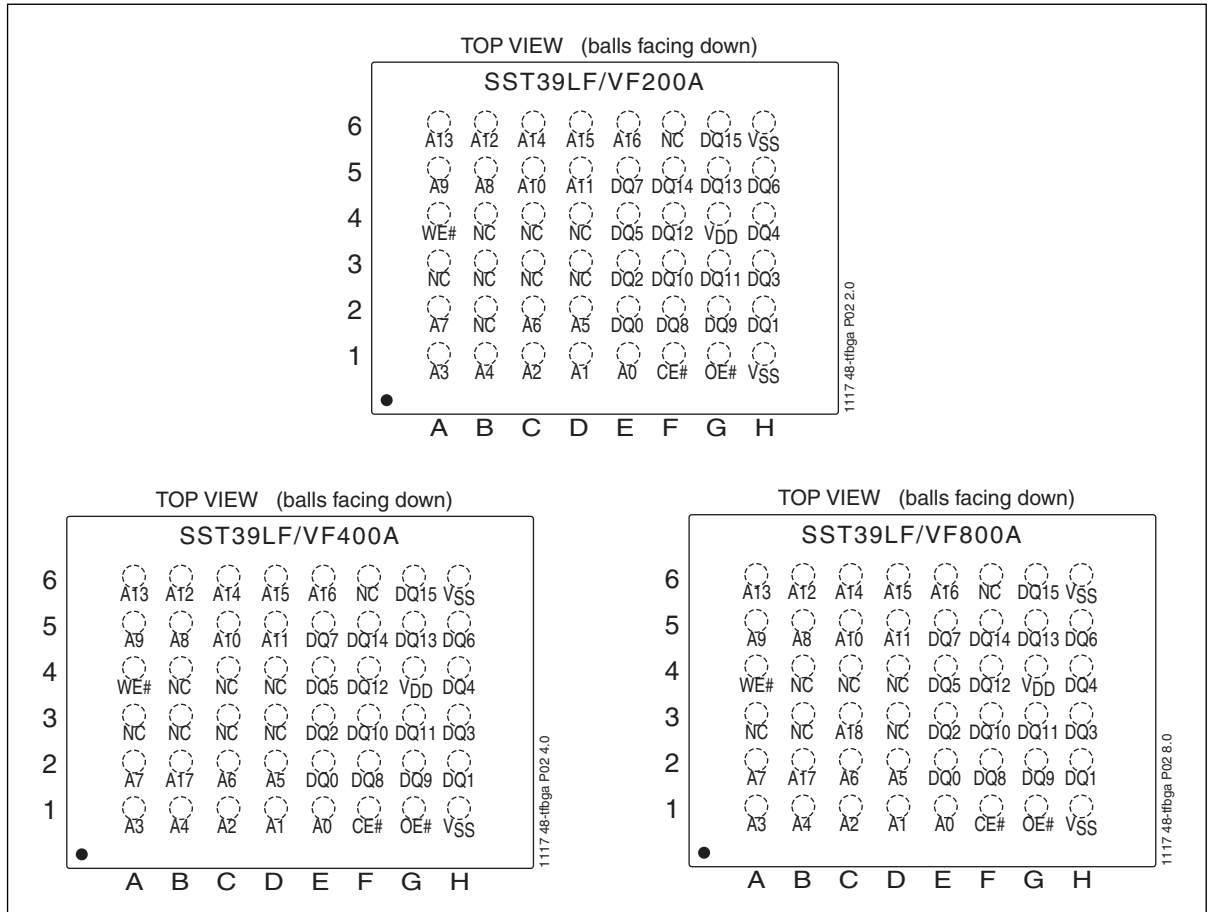 TOP VIEW (balls facing down)
SST39LF/VF200A
6 A13 A12 A14 A15 A16 NC DQ15 VSS
5 A9 A8 A10 A11 DQ7 DQ14 DQ13 DQ6
4 WE# NC NC NC DQ5 DQ12 VDD DQ4
3 NC NC NC NC DQ2 DQ10 DQ11 DQ3
2 A7 NC A6 A5 DQ0 DQ8 DQ9 DQ1
1 A3 A4 A2 A1 A0 CE# OE# VSS
A B C D E F G H
1117 48-tfbga P02 2.0
TOP VIEW (balls facing down)
SST39LF/VF400A
6 A13 A12 A14 A15 A16 NC DQ15 VSS
5 A9 A8 A10 A11 DQ7 DQ14 DQ13 DQ6
4 WE# NC NC NC DQ5 DQ12 VDD DQ4
3 NC NC NC NC DQ2 DQ10 DQ11 DQ3
2 A7 A17 A6 A5 DQ0 DQ8 DQ9 DQ1
1 A3 A4 A2 A1 A0 CE# OE# VSS
A B C D E F G H
1117 48-tfbga P02 4.0
TOP VIEW (balls facing down)
SST39LF/VF800A
6 A13 A12 A14 A15 A16 NC DQ15 VSS
5 A9 A8 A10 A11 DQ7 DQ14 DQ13 DQ6
4 WE# NC NC NC DQ5 DQ12 VDD DQ4
3 NC NC A18 NC DQ2 DQ10 DQ11 DQ3
2 A7 A17 A6 A5 DQ0 DQ8 DQ9 DQ1
1 A3 A4 A2 A1 A0 CE# OE# VSS
A B C D E F G H
1117 48-tfbga P02 8.0